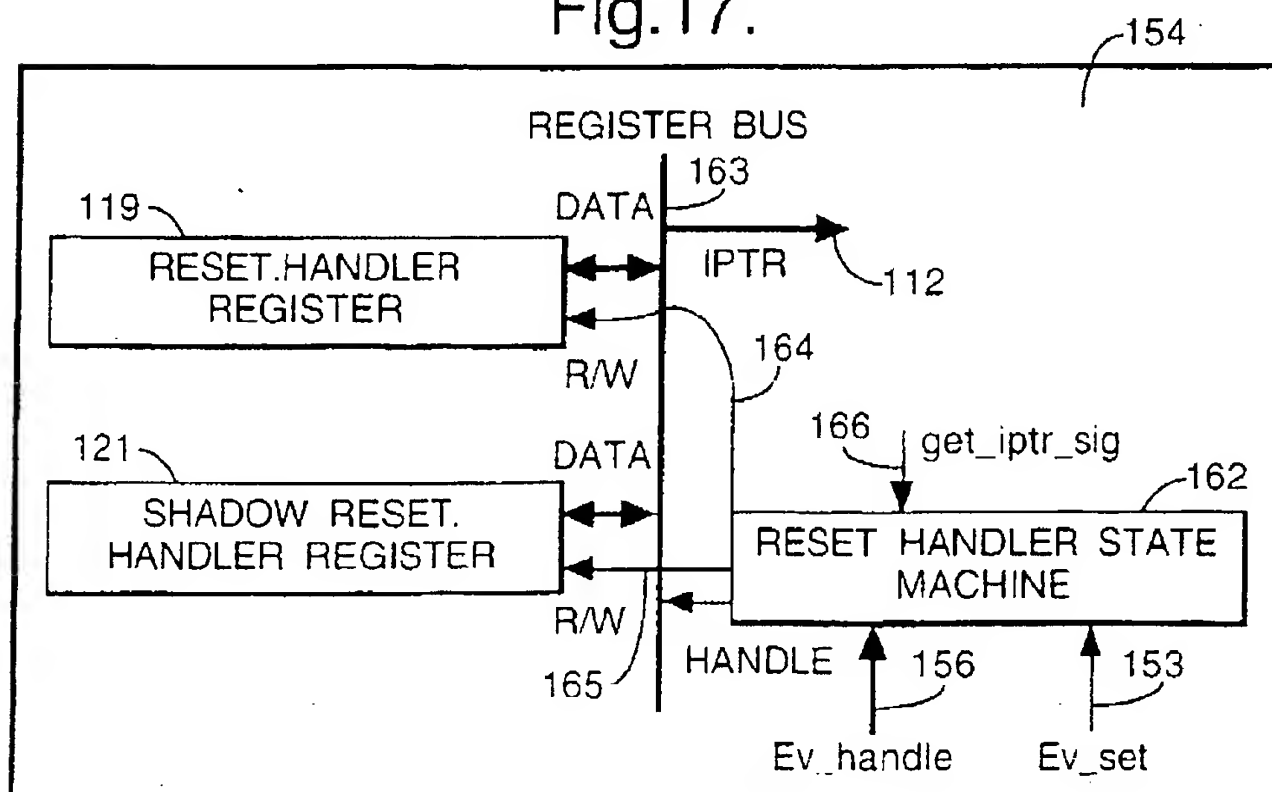 Fig.17.
154
REGISTER BUS
163
119
DATA
RESET.HANDLER
REGISTER
IPTR
112
R/W
164
121
DATA
166
get_iptr_sig
162
SHADOW RESET.
HANDLER REGISTER
RESET HANDLER STATE
MACHINE
R/W
HANDLE
165
156
153
Ev_handle
Ev_set